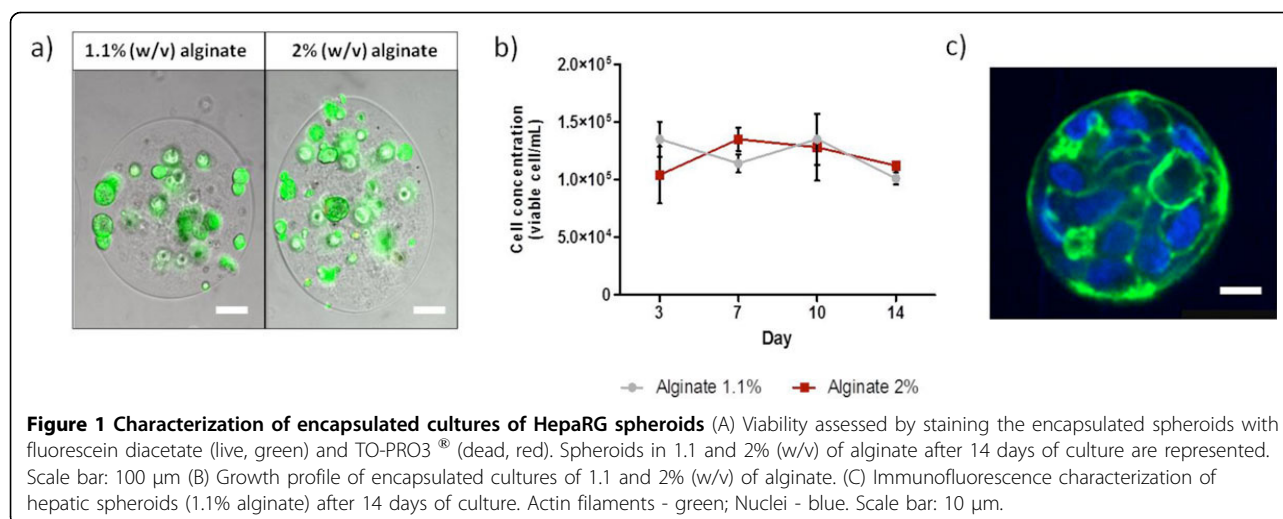 a)
1.1% (w/v) alginate
2% (w/v) alginate
b)
2.0×10⁵
1.5×10⁵
1.0×10⁵
5.0×10⁴
0
Cell concentration
(viable cell/mL)
3
7
10
14
Day
Alginate 1.1%
Alginate 2%
c)
Figure 1 Characterization of encapsulated cultures of HepaRG spheroids (A) Viability assessed by staining the encapsulated spheroids with
fluorescein diacetate (live, green) and TO-PRO3 ® (dead, red). Spheroids in 1.1 and 2% (w/v) of alginate after 14 days of culture are represented.
Scale bar: 100 μm (B) Growth profile of encapsulated cultures of 1.1 and 2% (w/v) of alginate. (C) Immunofluorescence characterization of
hepatic spheroids (1.1% alginate) after 14 days of culture. Actin filaments - green; Nuclei - blue. Scale bar: 10 μm.